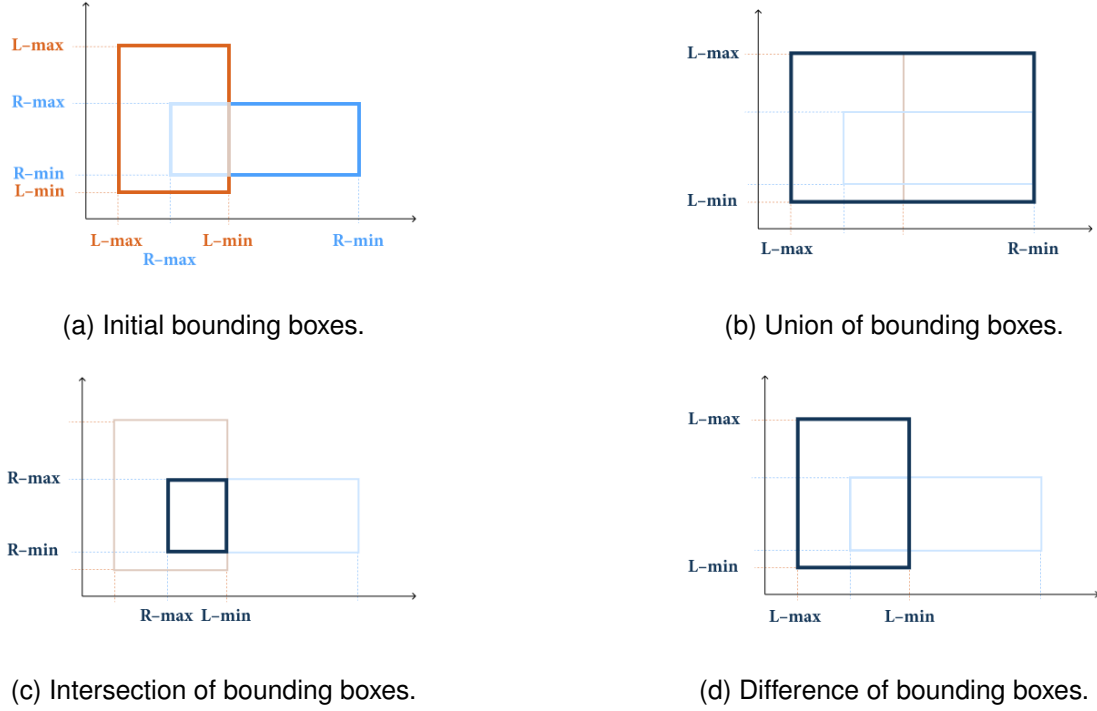 L–max
R–max
R–min
L–min
L–max L–min R–min
R–max
(a) Initial bounding boxes.
L–max
L–min
L–max R–min
(b) Union of bounding boxes.
R–max
R–min
R–max L–min
(c) Intersection of bounding boxes.
L–max
L–min
L–max L–min
(d) Difference of bounding boxes.